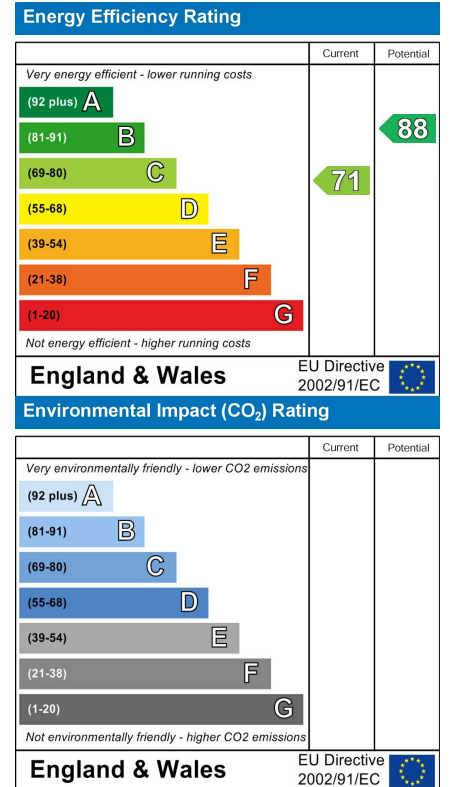 Energy Efficiency Rating
Current Potential
Very energy efficient - lower running costs
(92 plus) A
(81-91) B
88
(69-80) C
71
(55-68) D
(39-54) E
(21-38) F
(1-20) G
Not energy efficient - higher running costs
England & Wales
EU Directive
2002/91/EC
Environmental Impact (CO₂) Rating
Current Potential
Very environmentally friendly - lower CO2 emissions
(92 plus) A
(81-91) B
(69-80) C
(55-68) D
(39-54) E
(21-38) F
(1-20) G
Not environmentally friendly - higher CO2 emissions
England & Wales
EU Directive
2002/91/EC